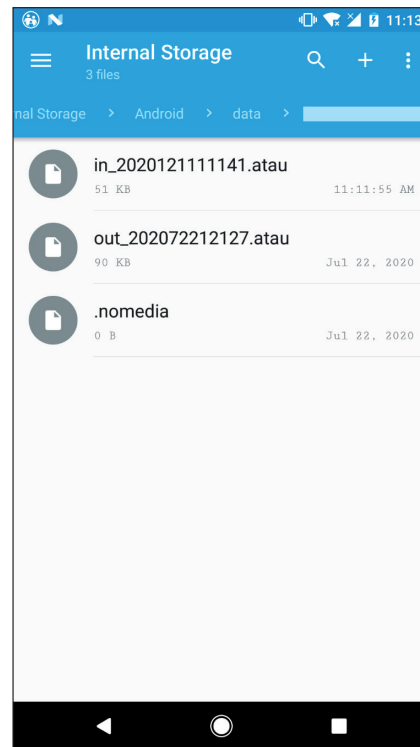 11:13
Internal Storage
3 files
nal Storage > Android > data >
in_2020121111141.atau
51 KB 11:11:55 AM
out_202072212127.atau
90 KB Jul 22, 2020
.nomedia
0 B Jul 22, 2020